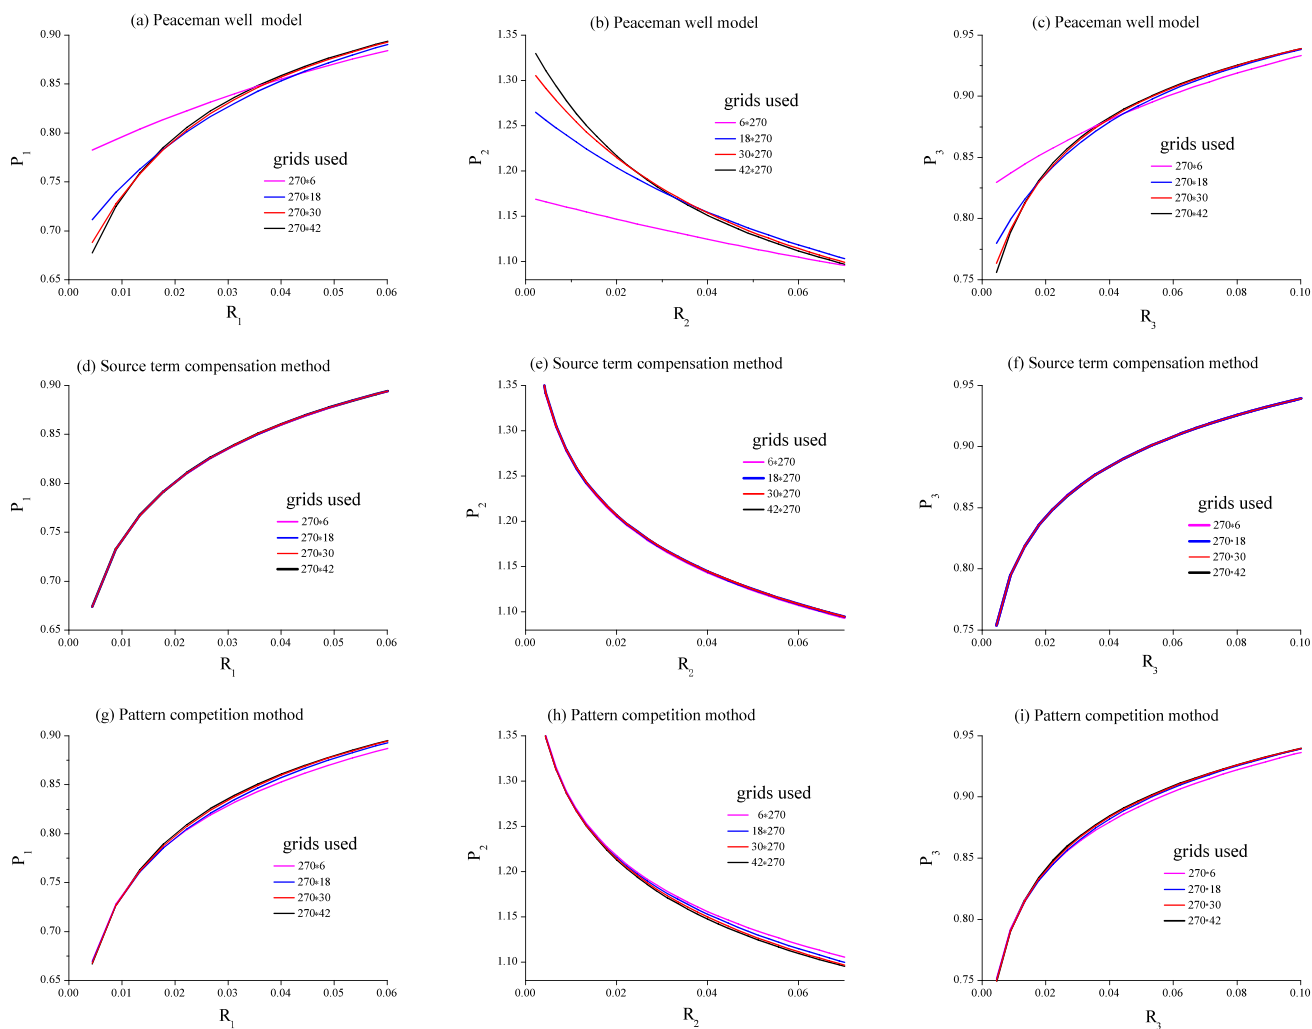 (a) Peaceman well model
0.90
0.85
0.80
0.75
0.70
0.65
P1
grids used
270*6
270*18
270*30
270*42
0.00 0.01 0.02 0.03 0.04 0.05 0.06
R1
(b) Peaceman well model
1.35
1.30
1.25
1.20
1.15
1.10
P2
grids used
6*270
18*270
30*270
42*270
0.00 0.02 0.04 0.06
R2
(c) Peaceman well model
0.95
0.90
0.85
0.80
0.75
P3
grids used
270*6
270*18
270*30
270*42
0.00 0.02 0.04 0.06 0.08 0.10
R3
(d) Source term compensation method
0.90
0.85
0.80
0.75
0.70
0.65
P1
grids used
270*6
270*18
270*30
270*42
0.00 0.01 0.02 0.03 0.04 0.05 0.06
R1
(e) Source term compensation method
1.35
1.30
1.25
1.20
1.15
1.10
P2
grids used
6*270
18*270
30*270
42*270
0.00 0.02 0.04 0.06
R2
(f) Source term compensation method
0.95
0.90
0.85
0.80
0.75
P3
grids used
270*6
270*18
270*30
270*42
0.00 0.02 0.04 0.06 0.08 0.10
R3
(g) Pattern competition mothod
0.90
0.85
0.80
0.75
0.70
0.65
P1
grids used
270*6
270*18
270*30
270*42
0.00 0.01 0.02 0.03 0.04 0.05 0.06
R1
(h) Pattern competition mothod
1.35
1.30
1.25
1.20
1.15
1.10
P2
grids used
6*270
18*270
30*270
42*270
0.00 0.02 0.04 0.06
R2
(i) Pattern competition mothod
0.95
0.90
0.85
0.80
0.75
P3
grids used
270*6
270*18
270*30
270*42
0.00 0.02 0.04 0.06 0.08 0.10
R3